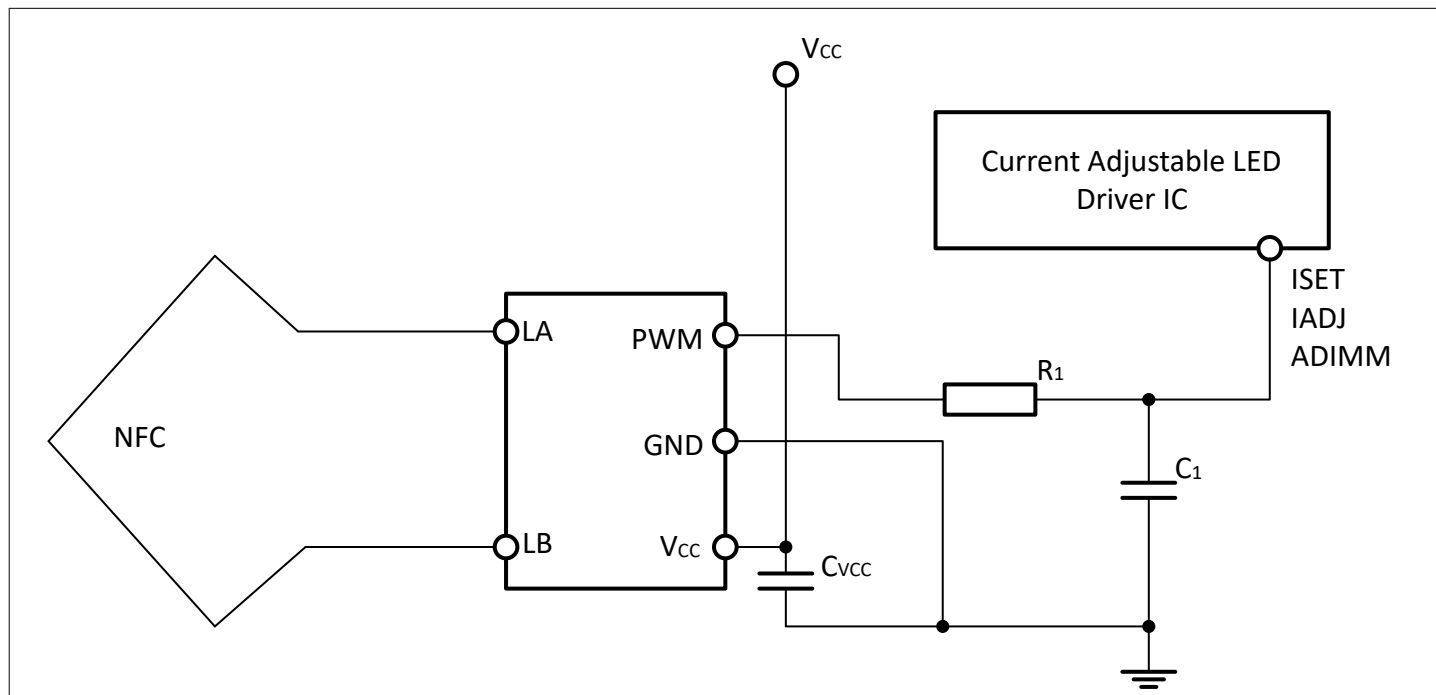 Vcc
Current Adjustable LED
Driver IC
ISET
IADJ
ADIMM
LA
PWM
R1
NFC
GND
C1
LB
Vcc
Cvcc